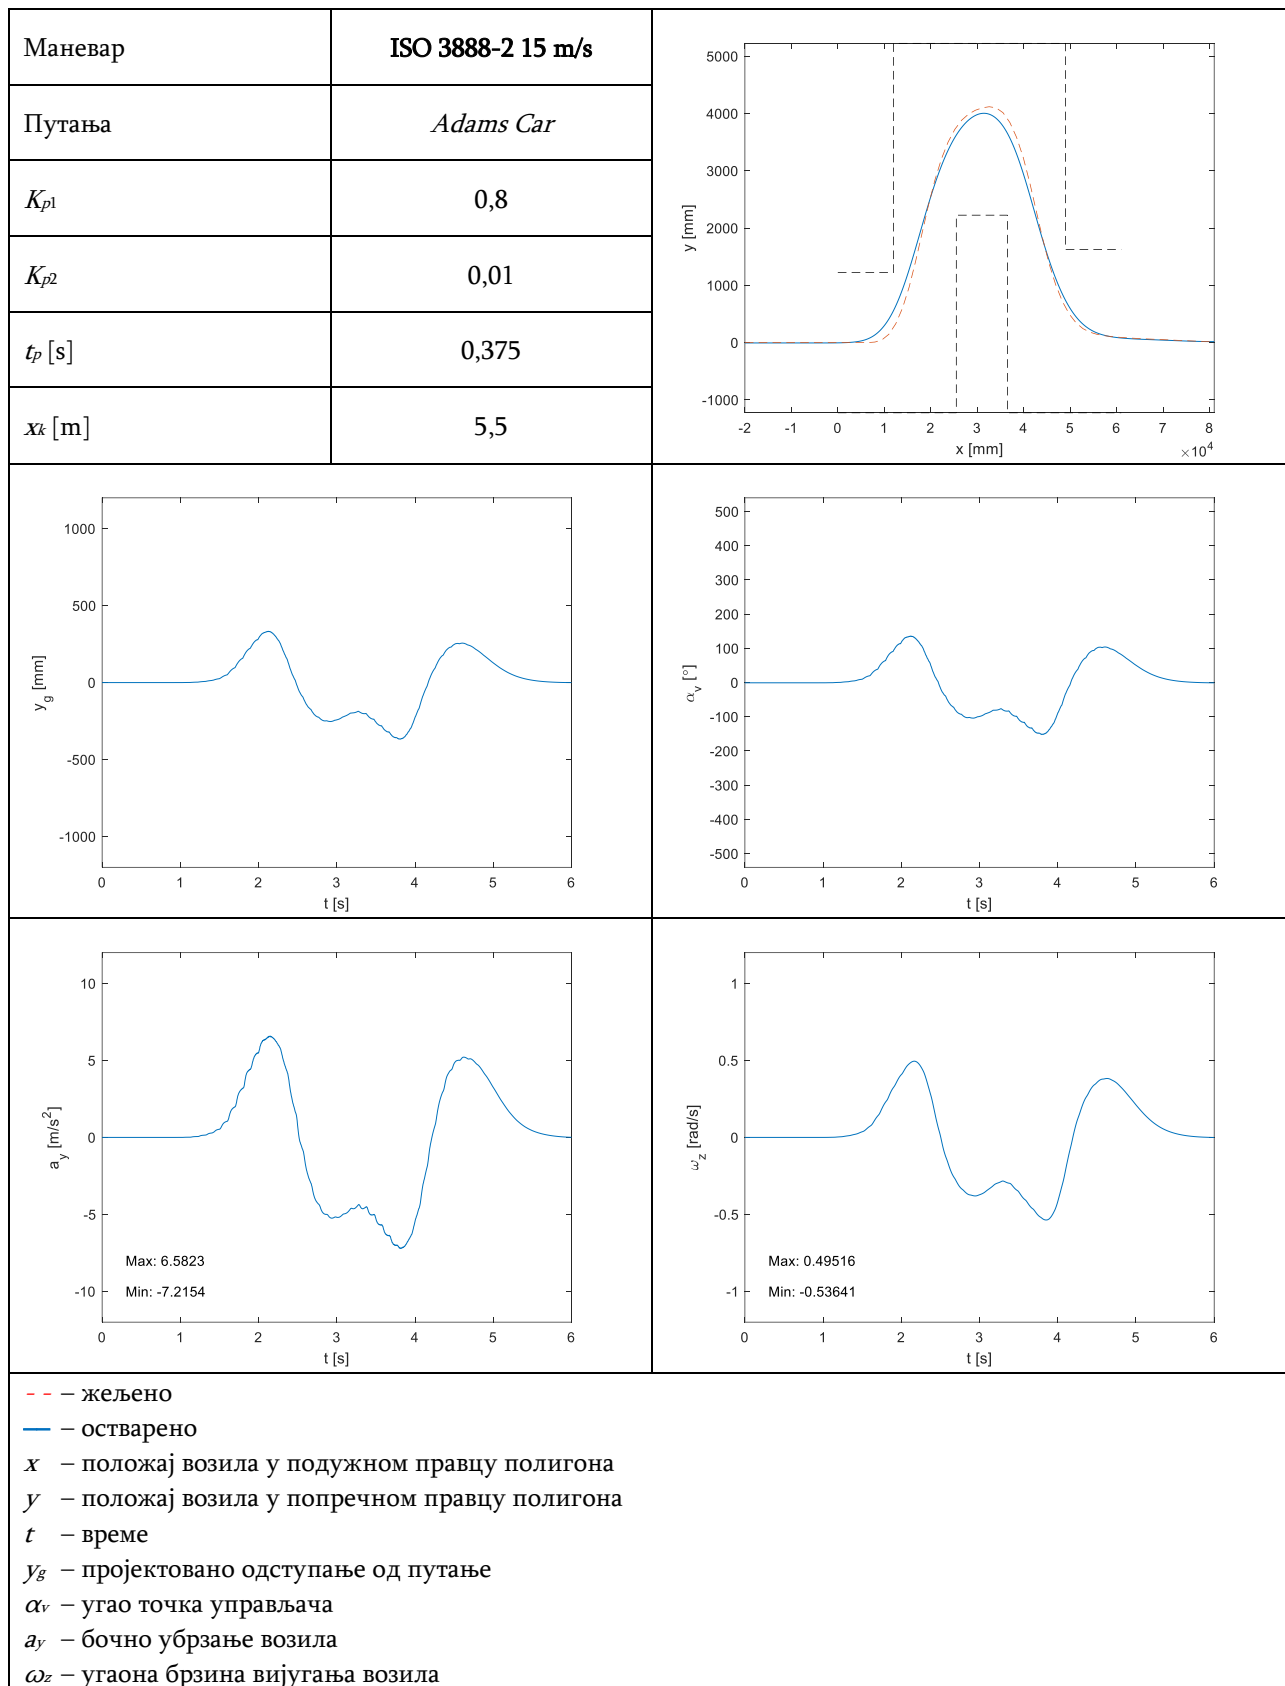 Маневар
ISO 3888-2 15 m/s
Путања
Adams Car
Kp1
0,8
Kp2
0,01
tp [s]
0,375
xk [m]
5,5
5000
4000
3000
2000
1000
0
-1000
y [mm]
-2 -1 0 1 2 3 4 5 6 7 8
x [mm]
×10^4
1000
500
0
-500
-1000
y_g [mm]
0 1 2 3 4 5 6
t [s]
500
400
300
200
100
0
-100
-200
-300
-400
-500
α_v [°]
0 1 2 3 4 5 6
t [s]
10
5
0
-5
-10
a_y [m/s²]
Max: 6.5823
Min: -7.2154
0 1 2 3 4 5 6
t [s]
1
0.5
0
-0.5
-1
ω_z [rad/s]
Max: 0.49516
Min: -0.53641
0 1 2 3 4 5 6
t [s]
– жељено
– остварено
x – положај возила у подужном правцу полигона
y – положај возила у попречном правцу полигона
t – време
yg – пројектовано одступање од путање
αv – угао точка управљача
ay – бочно убрзање возила
ωz – угаона брзина вијугања возила